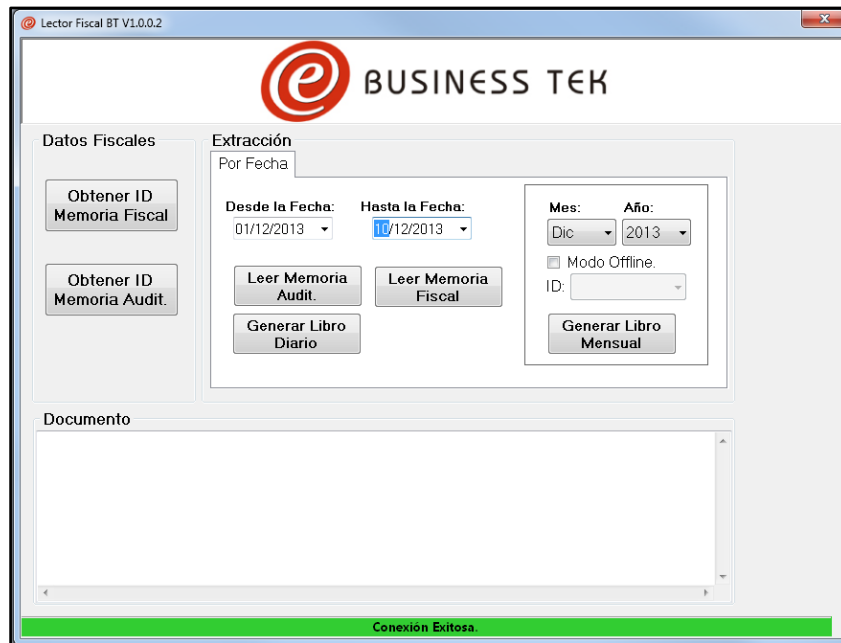 Lector Fiscal BT V1.0.0.2
e BUSINESS TEK
Datos Fiscales
Obtener ID
Memoria Fiscal
Obtener ID
Memoria Audit.
Extracción
Por Fecha
Desde la Fecha: Hasta la Fecha:
01/12/2013 10/12/2013
Leer Memoria
Audit.
Leer Memoria
Fiscal
Generar Libro
Diario
Mes: Año:
Dic 2013
Modo Offline.
ID:
Generar Libro
Mensual
Documento
Conexión Exitosa.